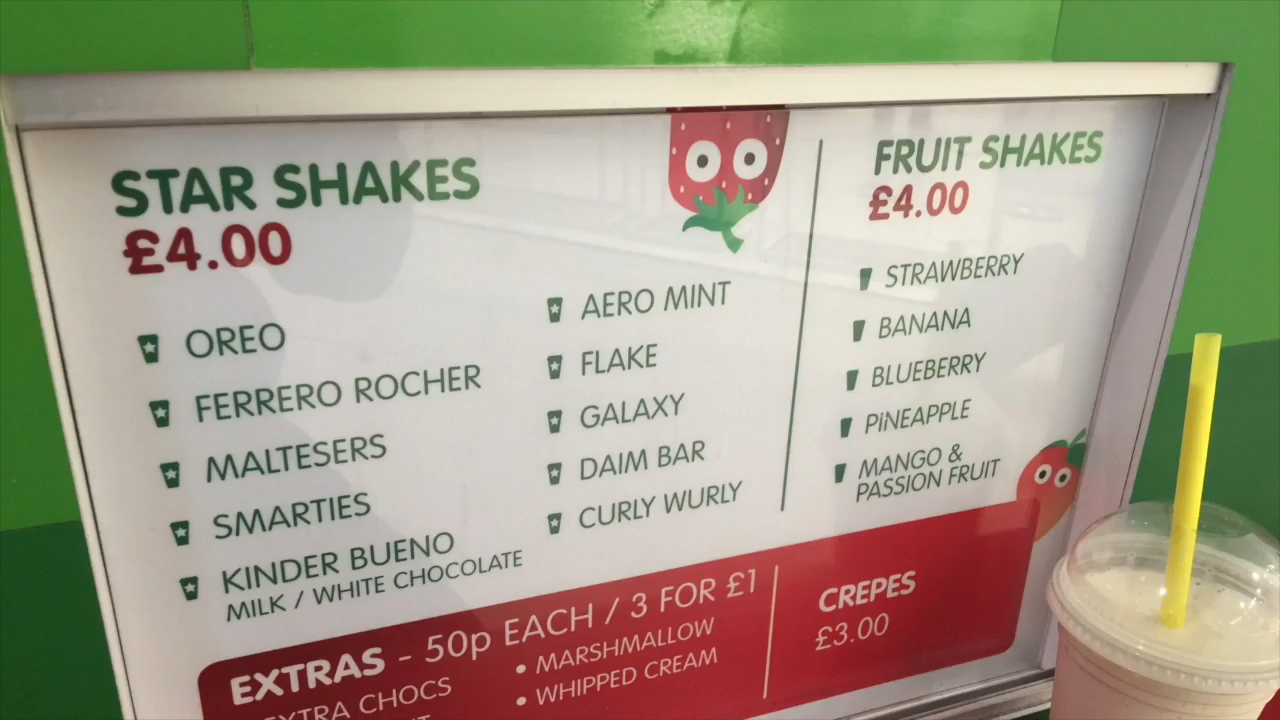 STAR SHAKES
£4.00
OREO
FERRERO ROCHER
MALTESERS
SMARTIES
KINDER BUENO
MILK / WHITE CHOCOLATE
AERO MINT
FLAKE
GALAXY
DAIM BAR
CURLY WURLY
FRUIT SHAKES
£4.00
STRAWBERRY
BANANA
BLUEBERRY
PiNEAPPLE
MANGO &
PASSION FRUIT
EXTRAS - 50p EACH / 3 FOR £1
EXTRA CHOCS
• MARSHMALLOW
• WHIPPED CREAM
CREPES
£3.00